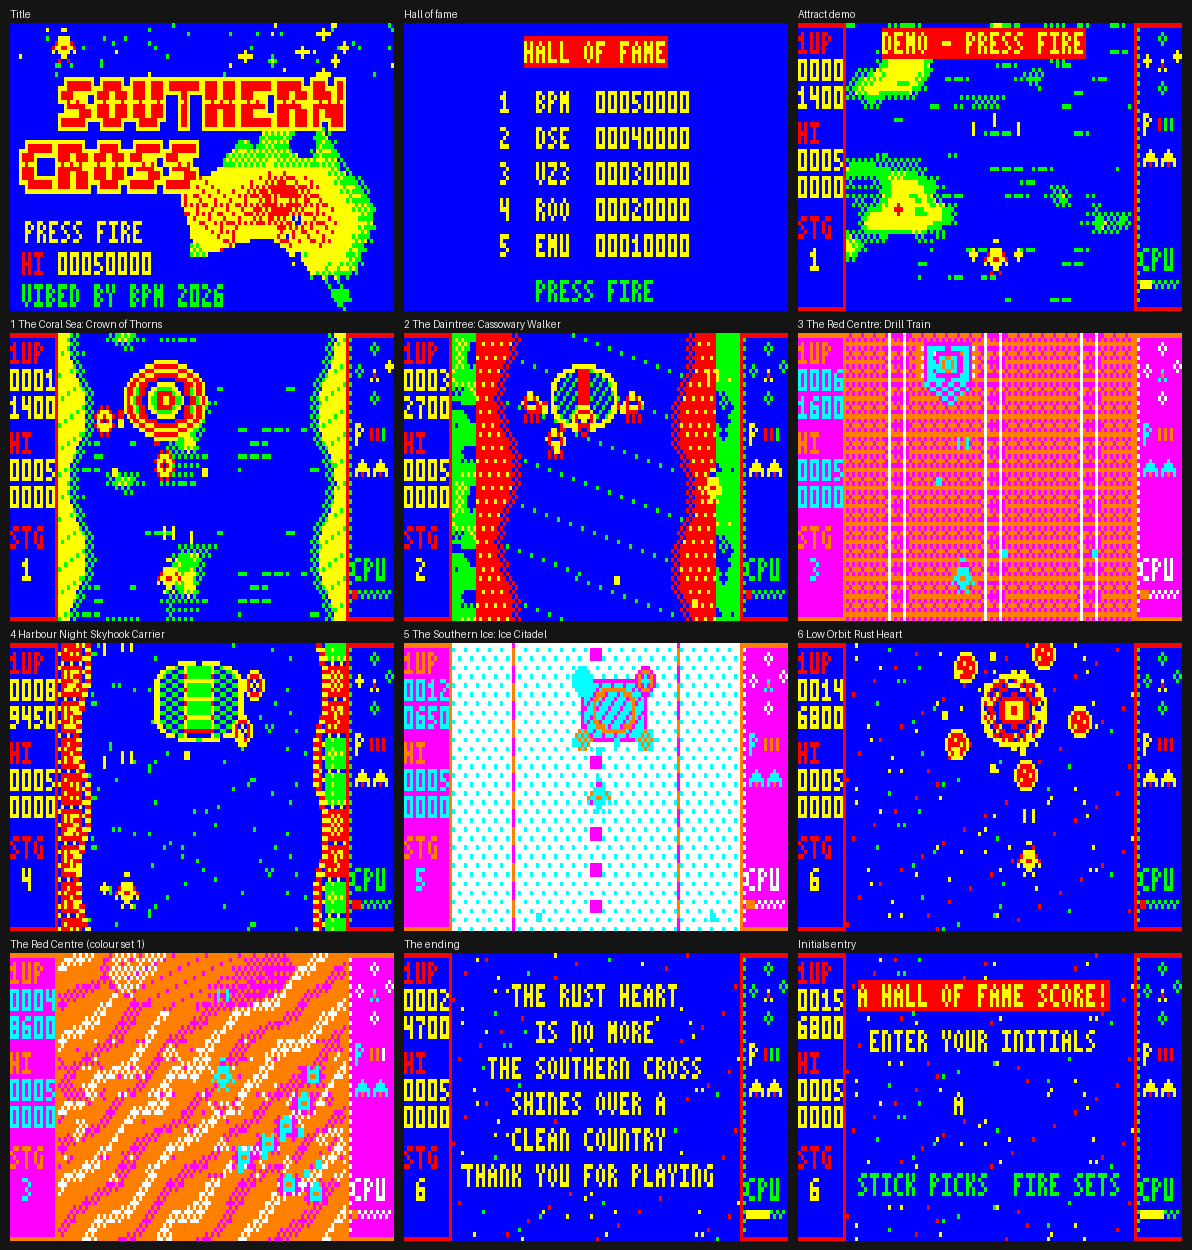 Title
SOUTHERN
CROSS
PRESS FIRE
HI 00050000
VIBED BY BPM 2026
Hall of fame
HALL OF FAME
1 BPM 00050000
2 DSE 00040000
3 VZ3 00030000
4 ROO 00020000
5 EMU 00010000
PRESS FIRE
Attract demo
DEMO - PRESS FIRE
1UP
0000
1400
HI
0005
0000
STG
1
P
CPU
1 The Coral Sea: Crown of Thorns
1UP
0001
1400
HI
0005
0000
STG
1
P
CPU
2 The Daintree: Cassowary Walker
1UP
0003
2700
HI
0005
0000
STG
2
P
CPU
3 The Red Centre: Drill Train
1UP
0006
1600
HI
0005
0000
STG
3
P
CPU
4 Harbour Night: Skyhook Carrier
1UP
0008
9450
HI
0005
0000
STG
4
P
CPU
5 The Southern Ice: Ice Citadel
1UP
0012
0650
HI
0005
0000
STG
5
P
CPU
6 Low Orbit: Rust Heart
1UP
0014
6800
HI
0005
0000
STG
6
P
CPU
The Red Centre (colour set 1)
1UP
0004
8600
HI
0005
0000
STG
3
P
CPU
The ending
1UP
0002
4700
HI
0005
0000
STG
6
THE RUST HEART
IS NO MORE
THE SOUTHERN CROSS
SHINES OVER A
CLEAN COUNTRY
THANK YOU FOR PLAYING
P
CPU
Initials entry
1UP
0015
6800
HI
0005
0000
STG
6
A HALL OF FAME SCORE!
ENTER YOUR INITIALS
A
STICK PICKS FIRE SETS
P
CPU